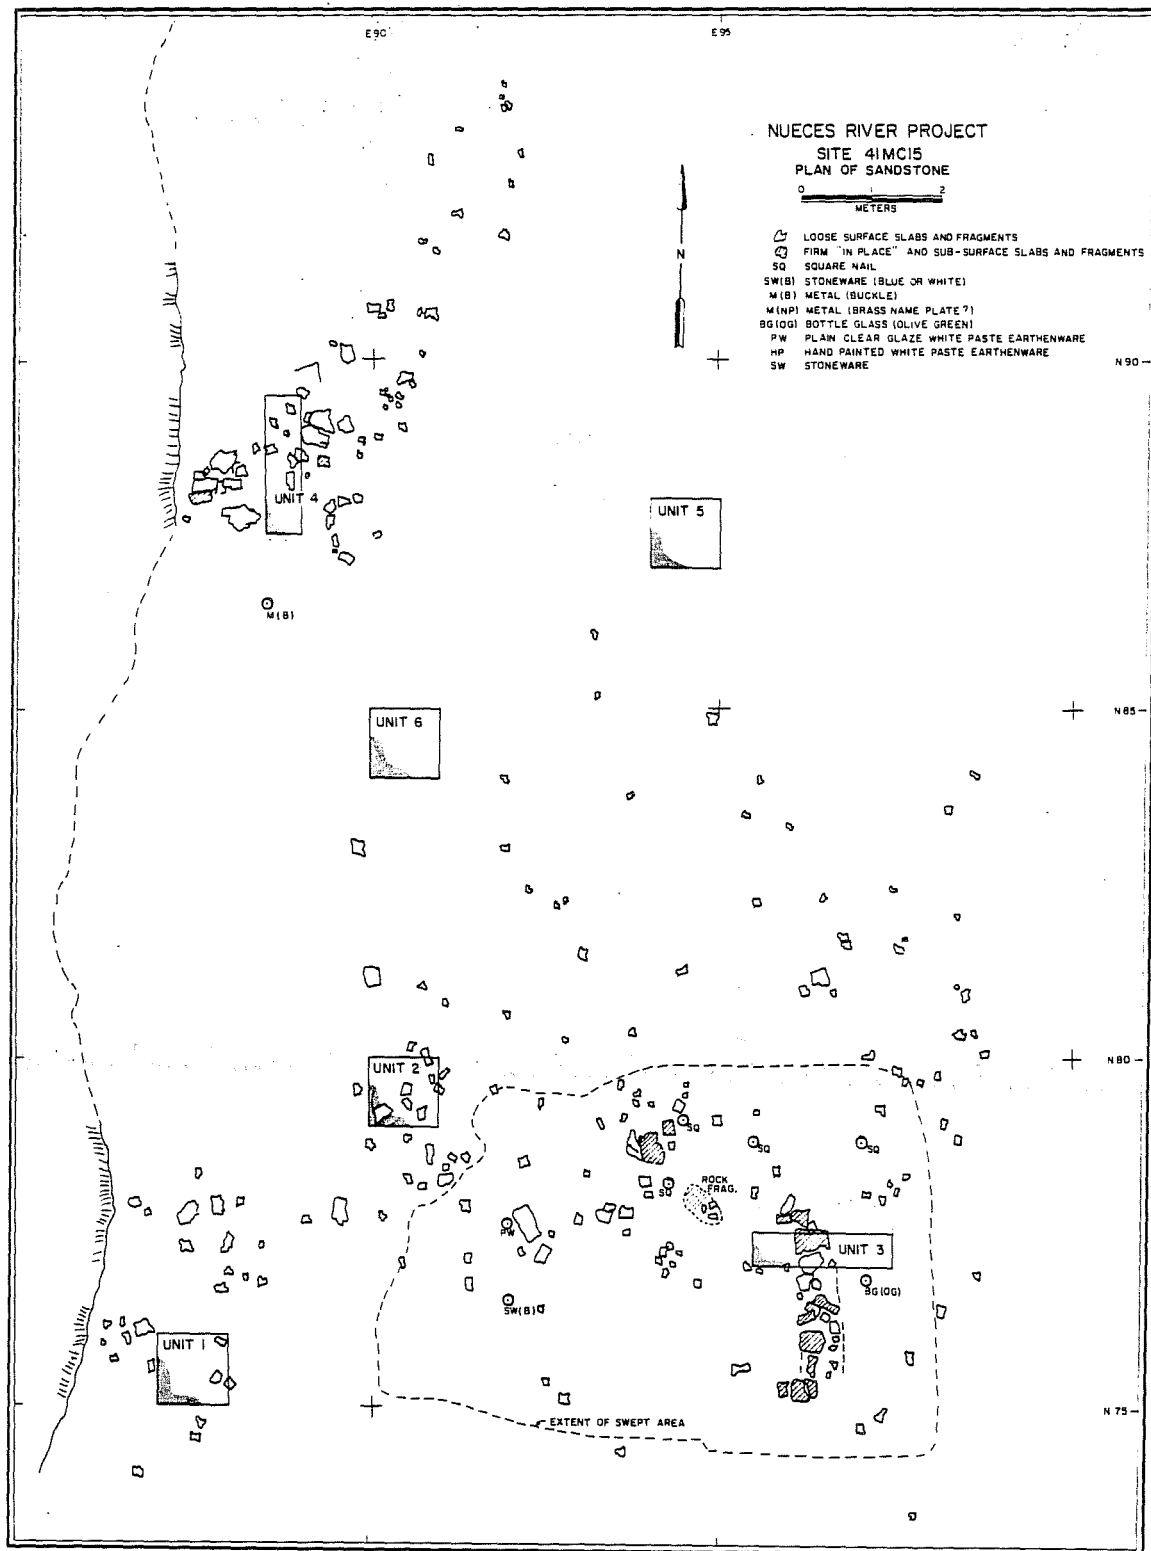 E90
E95
NUECES RIVER PROJECT
SITE 41MC15
PLAN OF SANDSTONE
0 2
METERS
N
LOOSE SURFACE SLABS AND FRAGMENTS
FIRM "IN PLACE" AND SUB-SURFACE SLABS AND FRAGMENTS
SQ SQUARE NAIL
SW(B) STONEWARE (BLUE OR WHITE)
M(B) METAL (BUCKLE)
M(NP) METAL (BRASS NAME PLATE?)
BG(OG) BOTTLE GLASS (OLIVE GREEN)
PW PLAIN CLEAR GLAZE WHITE PASTE EARTHENWARE
HP HAND PAINTED WHITE PASTE EARTHENWARE
SW STONEWARE
N90
UNIT 4
UNIT 5
M(B)
UNIT 6
N85
UNIT 2
N80
SQ
SQ
SQ
SQ
ROCK
FRAG.
PW
UNIT 3
BG(OG)
SW(B)
UNIT 1
EXTENT OF SWEPT AREA
N75